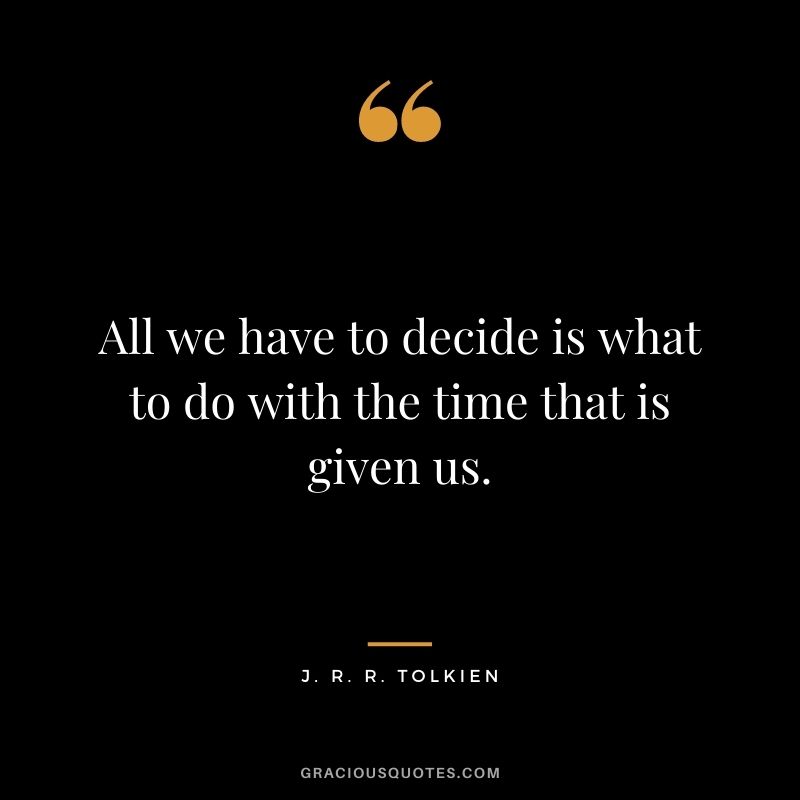 ❝
All we have to decide is what
to do with the time that is
given us.
J. R. R. TOLKIEN
GRACIOUSQUOTES.COM